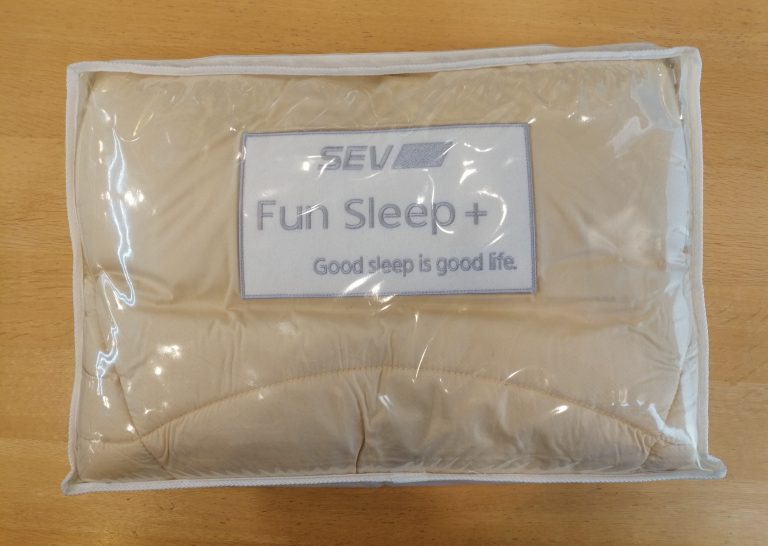 SEV
Fun Sleep +
Good sleep is good life.